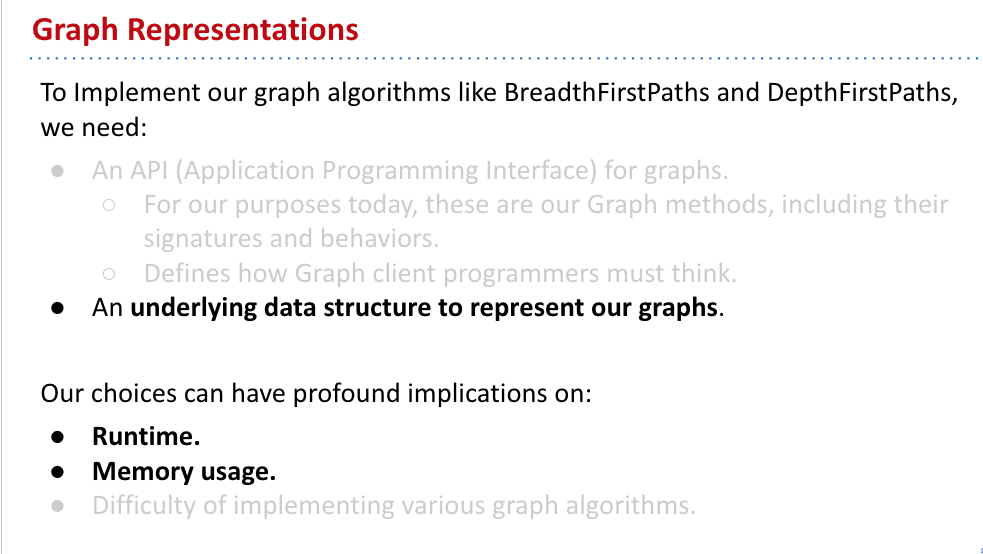 Graph Representations
To Implement our graph algorithms like BreadthFirstPaths and DepthFirstPaths,
we need:
● An API (Application Programming Interface) for graphs.
○ For our purposes today, these are our Graph methods, including their
signatures and behaviors.
○ Defines how Graph client programmers must think.
● An underlying data structure to represent our graphs.
Our choices can have profound implications on:
● Runtime.
● Memory usage.
● Difficulty of implementing various graph algorithms.